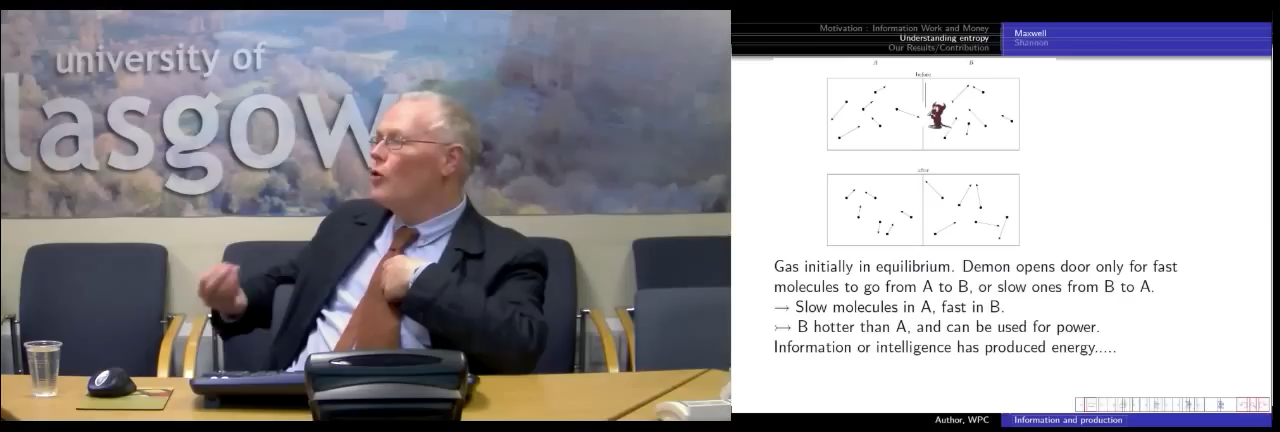 university of
lasgow
Motivation : Information Work and Money
Understanding entropy
Our Results/Contribution
Maxwell
Shannon
A B
Gas initially in equilibrium. Demon opens door only for fast
molecules to go from A to B, or slow ones from B to A.
→ Slow molecules in A, fast in B.
↣ B hotter than A, and can be used for power.
Information or intelligence has produced energy.....
Author, WPC
Information and production